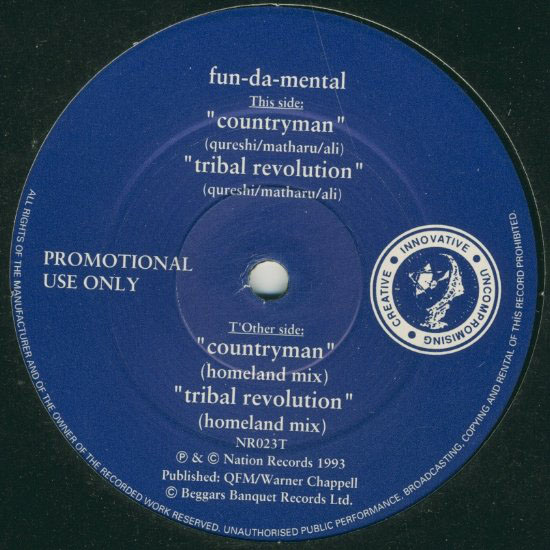 fun-da-mental
This side:
"countryman"
(qureshi/matharu/ali)
"tribal revolution"
(qureshi/matharu/ali)
PROMOTIONAL
USE ONLY
CREATIVE • INNOVATIVE • UNCOMPROMISING •
T'Other side:
"countryman"
(homeland mix)
"tribal revolution"
(homeland mix)
NR023T
℗ & © Nation Records 1993
Published: QFM/Warner Chappell
© Beggars Banquet Records Ltd.
ALL RIGHTS OF THE MANUFACTURER AND OF THE OWNER OF THE RECORDED WORK RESERVED. UNAUTHORISED PUBLIC PERFORMANCE, BROADCASTING, COPYING AND RENTAL OF THIS RECORD PROHIBITED.